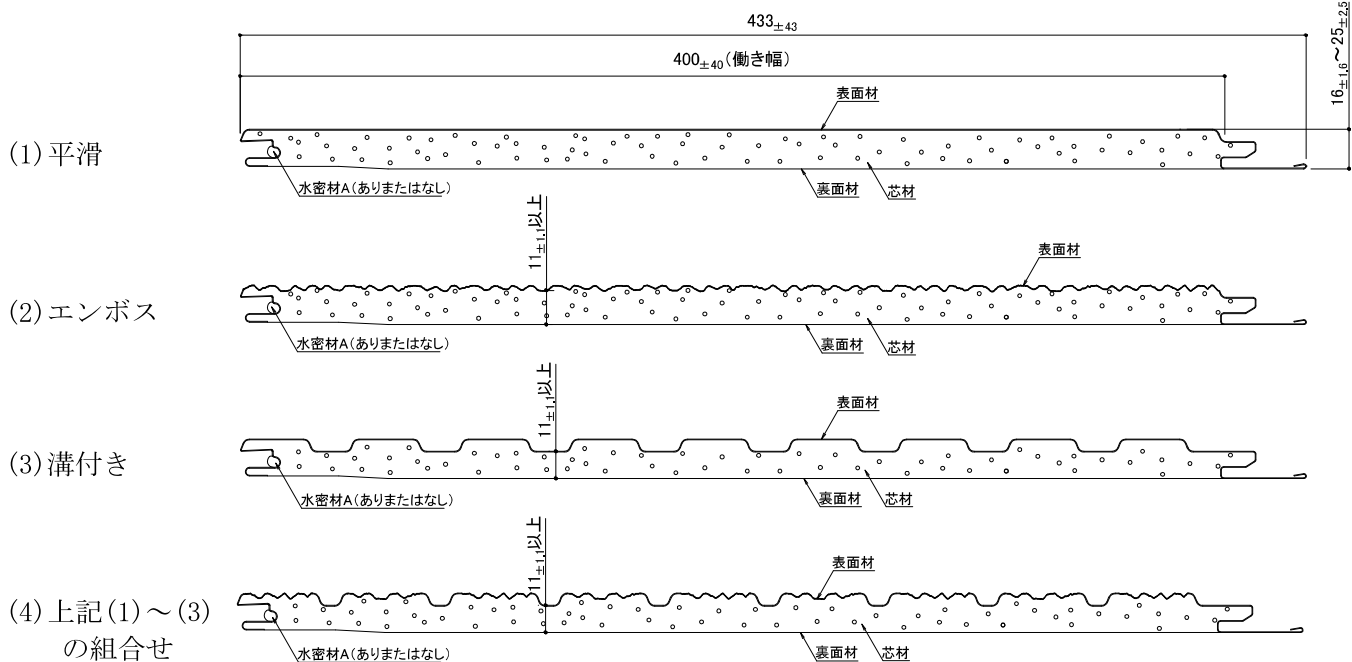 433±43
400±40(働き幅)
16±1.6～25±2.5
表面材
(1)平滑
水密材A(ありまたはなし)
裏面材
芯材
11±1.1以上
表面材
(2)エンボス
水密材A(ありまたはなし)
裏面材
芯材
11±1.1以上
表面材
(3)溝付き
水密材A(ありまたはなし)
裏面材
芯材
11±1.1以上
表面材
(4)上記(1)～(3)
の組合せ
水密材A(ありまたはなし)
裏面材
芯材